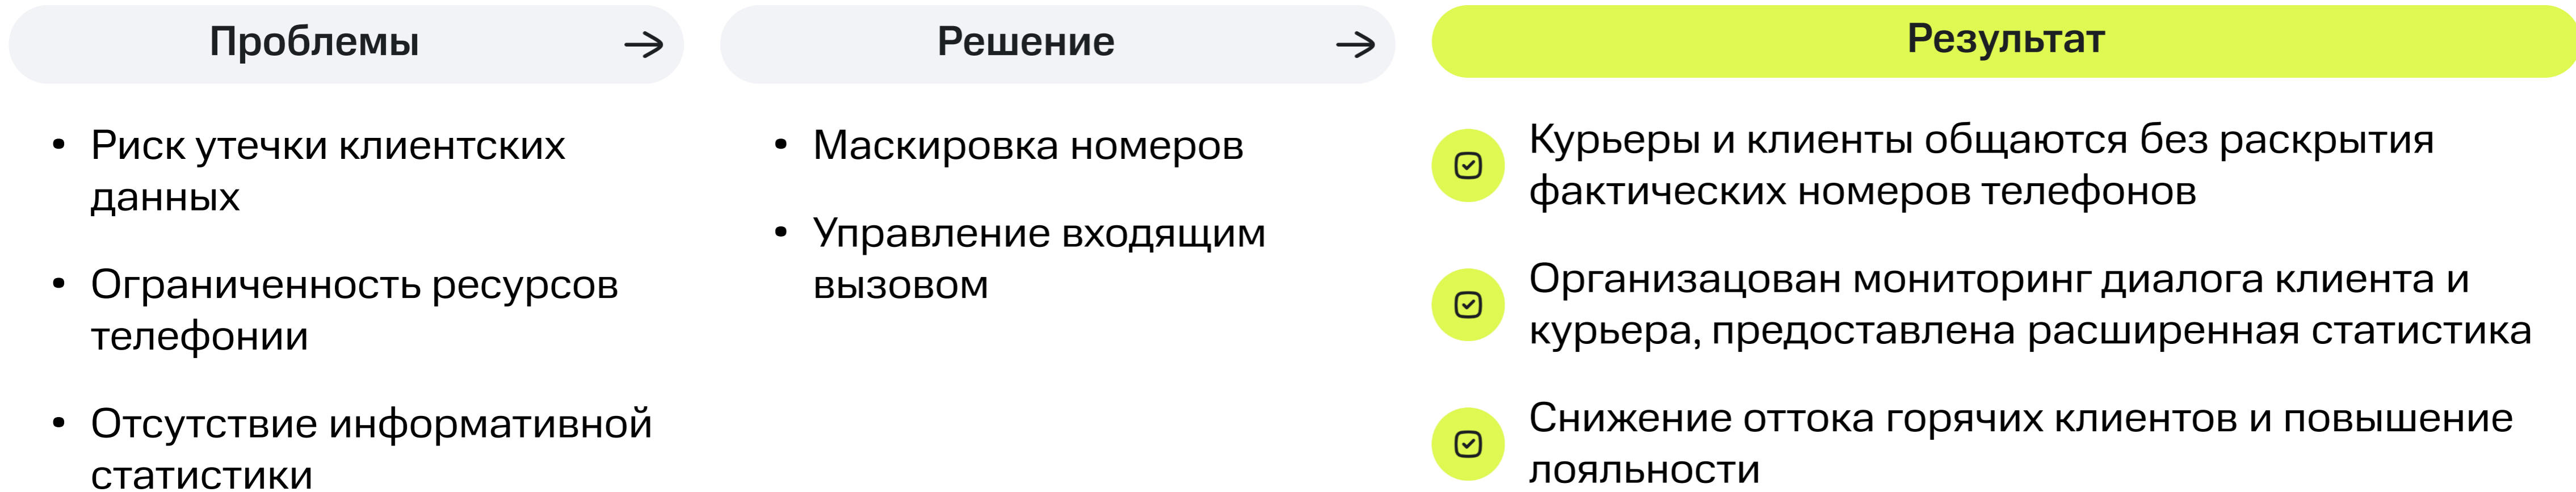 Проблемы
Риск утечки клиентских
данных
Ограниченность ресурсов
телефонии
Отсутствие информативной
статистики
Решение
Маскировка номеров
Управление входящим
вызовом
Результат
Курьеры и клиенты общаются без раскрытия
фактических номеров телефонов
Организацован мониторинг диалога клиента и
курьера, предоставлена расширенная статистика
Снижение оттока горячих клиентов и повышение
лояльности